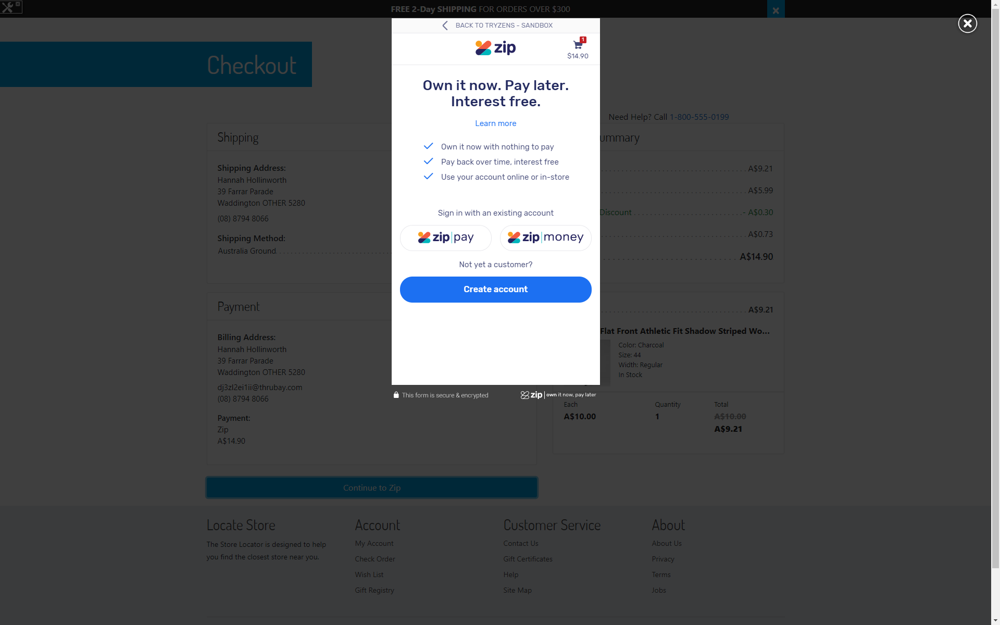 FREE 2-Day SHIPPING FOR ORDERS OVER $300
BACK TO TRYZENS - SANDBOX
zip
1
$14.90
Checkout
Own it now. Pay later.
Interest free.
Learn more
Own it now with nothing to pay
Pay back over time, interest free
Use your account online or in-store
Sign in with an existing account
zip pay
zip money
Not yet a customer?
Create account
This form is secure & encrypted
zip own it now, pay later
Need Help? Call 1-800-555-0199
Shipping
Shipping Address:
Hannah Hollinworth
39 Farrar Parade
Waddington OTHER 5280
(08) 8794 8066
Shipping Method:
Australia Ground
Payment
Billing Address:
Hannah Hollinworth
39 Farrar Parade
Waddington OTHER 5280
dj3zl2ei1ii@thrubay.com
(08) 8794 8066
Payment:
Zip
A$14.90
Continue to Zip
ummary
A$9.21
A$5.99
Discount - A$0.30
A$0.73
A$14.90
A$9.21
Flat Front Athletic Fit Shadow Striped Wo...
Color: Charcoal
Size: 44
Width: Regular
In Stock
Each Quantity Total
A$10.00 1 A$10.00
A$9.21
Locate Store
The Store Locator is designed to help
you find the closest store near you.
Account
My Account
Check Order
Wish List
Gift Registry
Customer Service
Contact Us
Gift Certificates
Help
Site Map
About
About Us
Privacy
Terms
Jobs